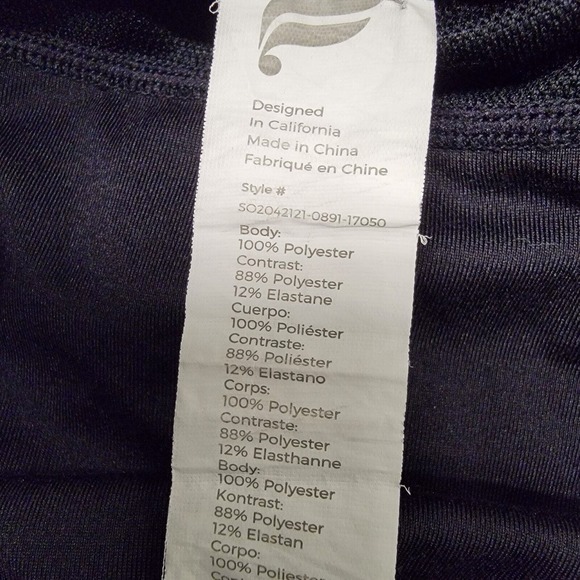 Designed
In California
Made in China
Fabriqué en Chine
Style #
SO2042121-0891-17050
Body:
100% Polyester
Contrast:
88% Polyester
12% Elastane
Cuerpo:
100% Poliéster
Contraste:
88% Poliéster
12% Elastano
Corps:
100% Polyester
Contraste:
88% Polyester
12% Elasthanne
Body:
100% Polyester
Kontrast:
88% Polyester
12% Elastan
Corpo:
100%